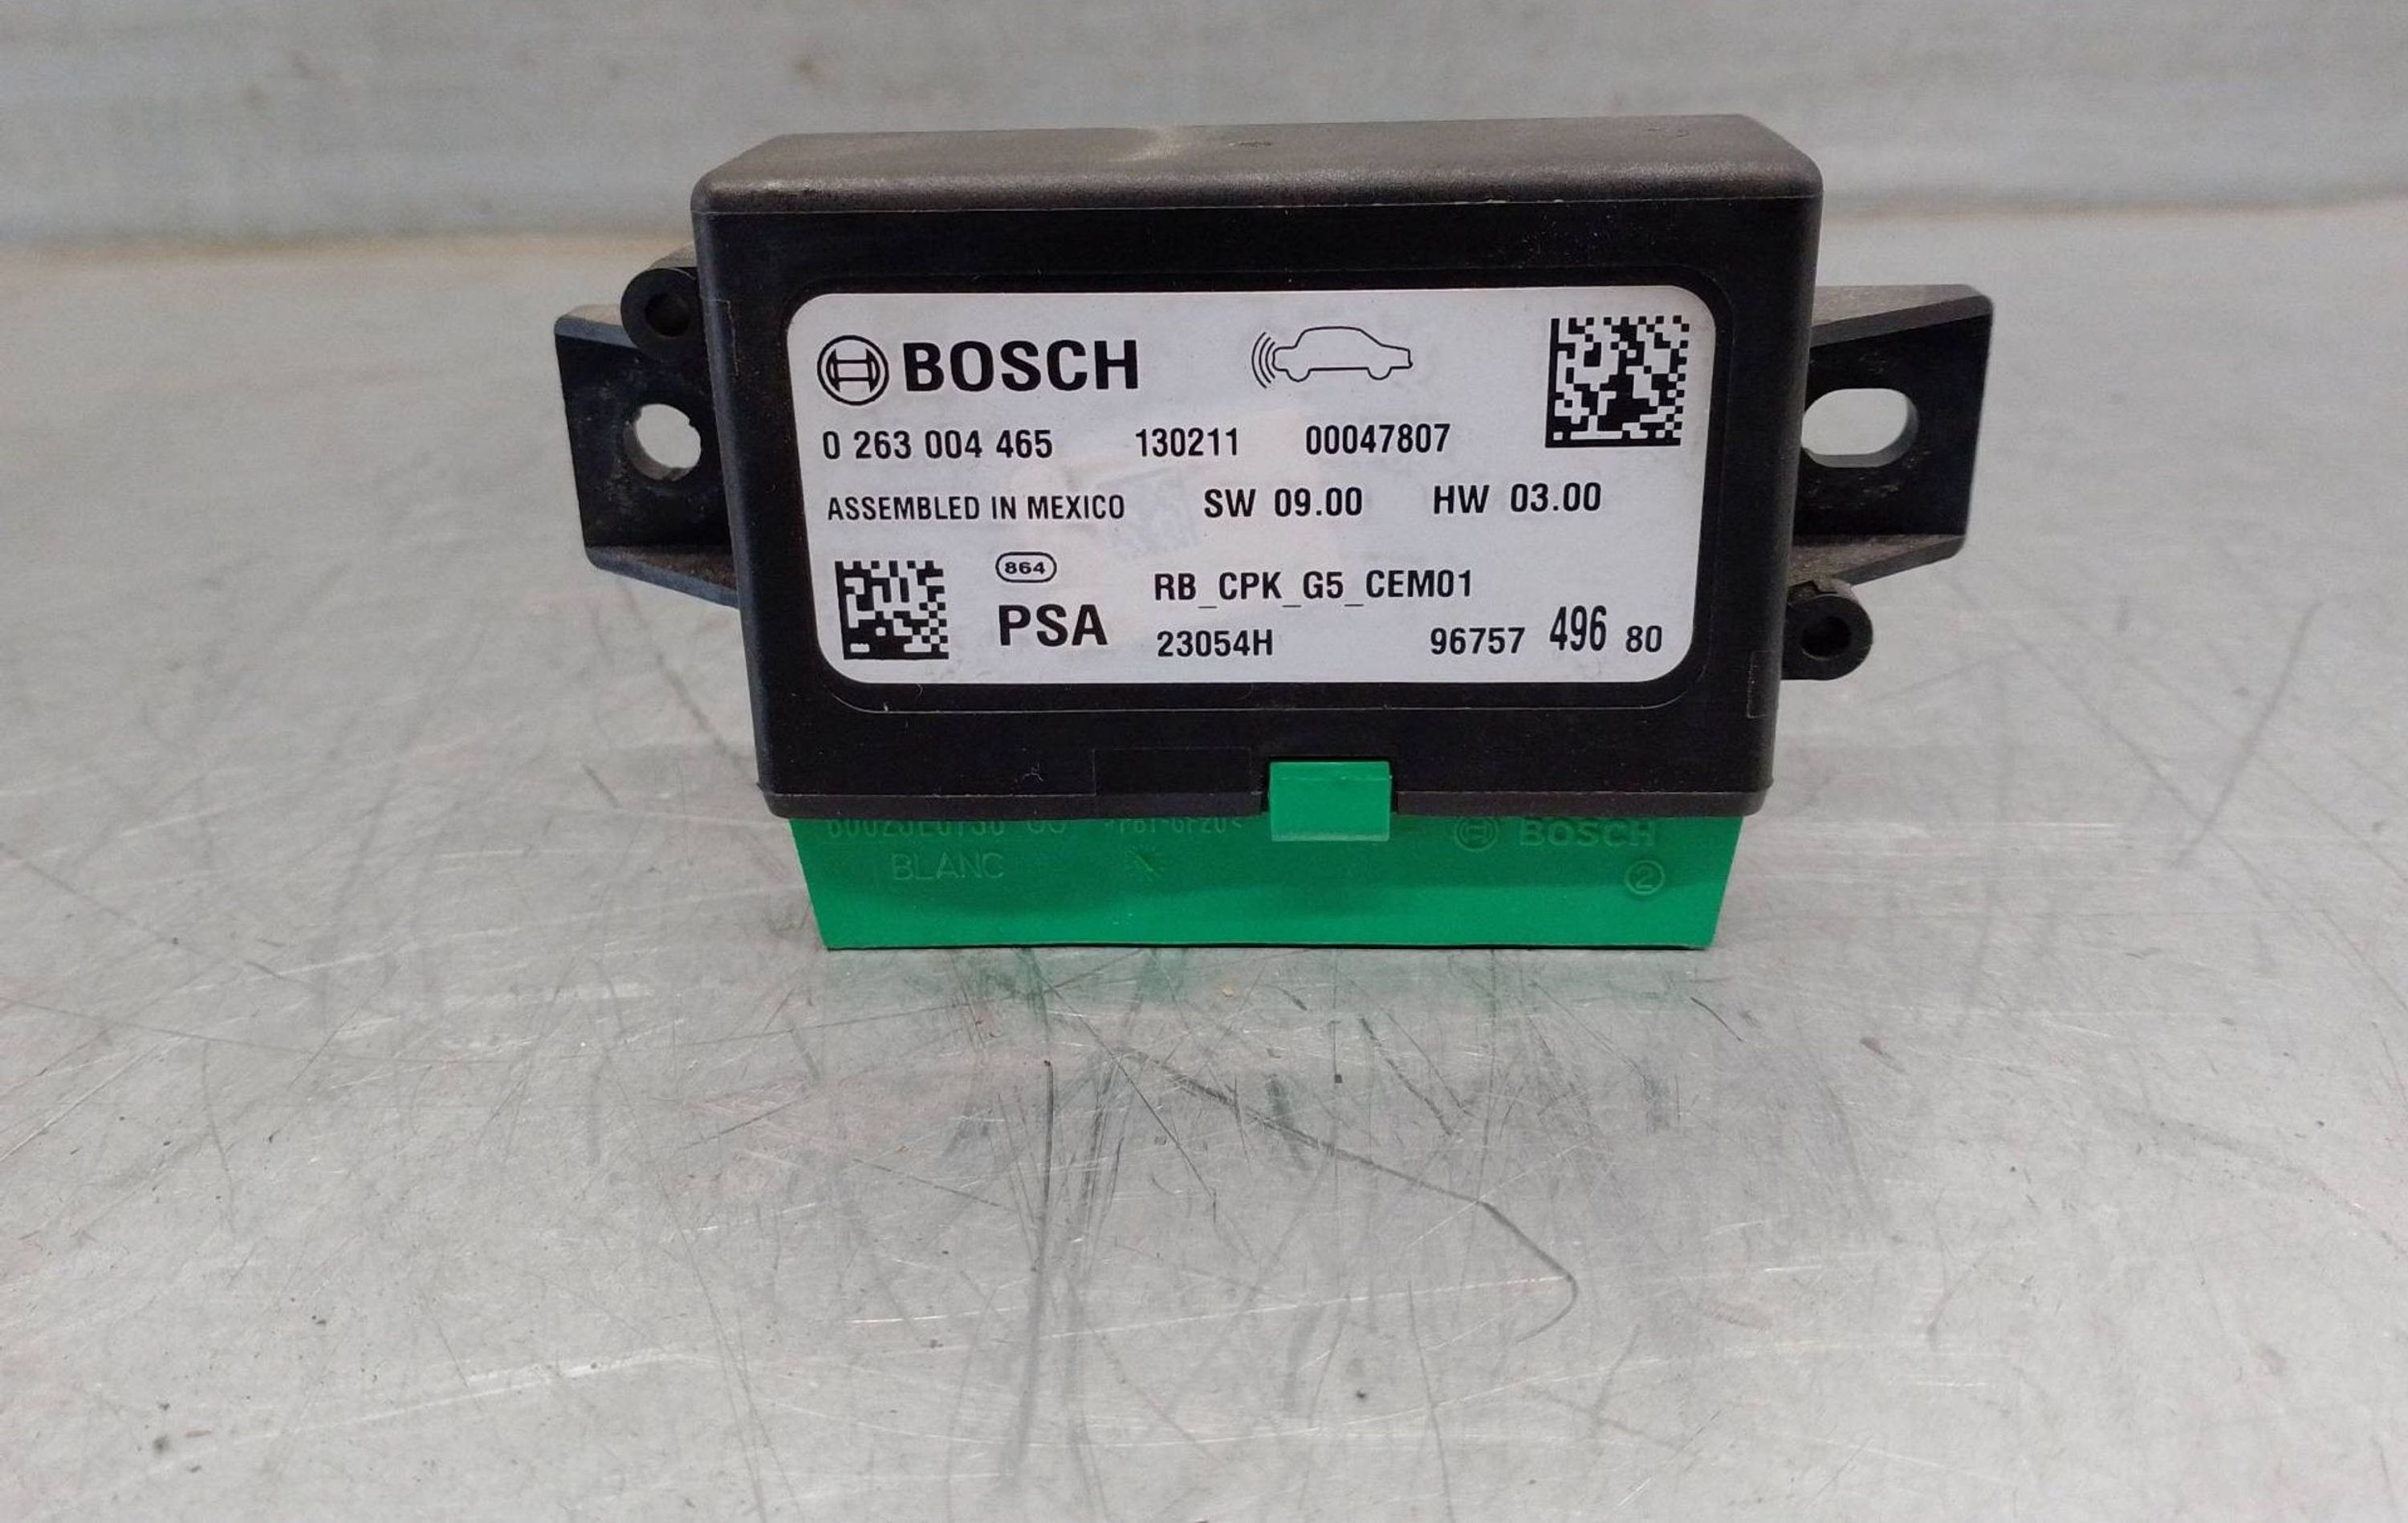 BOSCH
0 263 004 465 130211 00047807
ASSEMBLED IN MEXICO SW 09.00 HW 03.00
864
PSA
RB_CPK_G5_CEM01
23054H 96757 496 80
BOSCH
BLANC
2